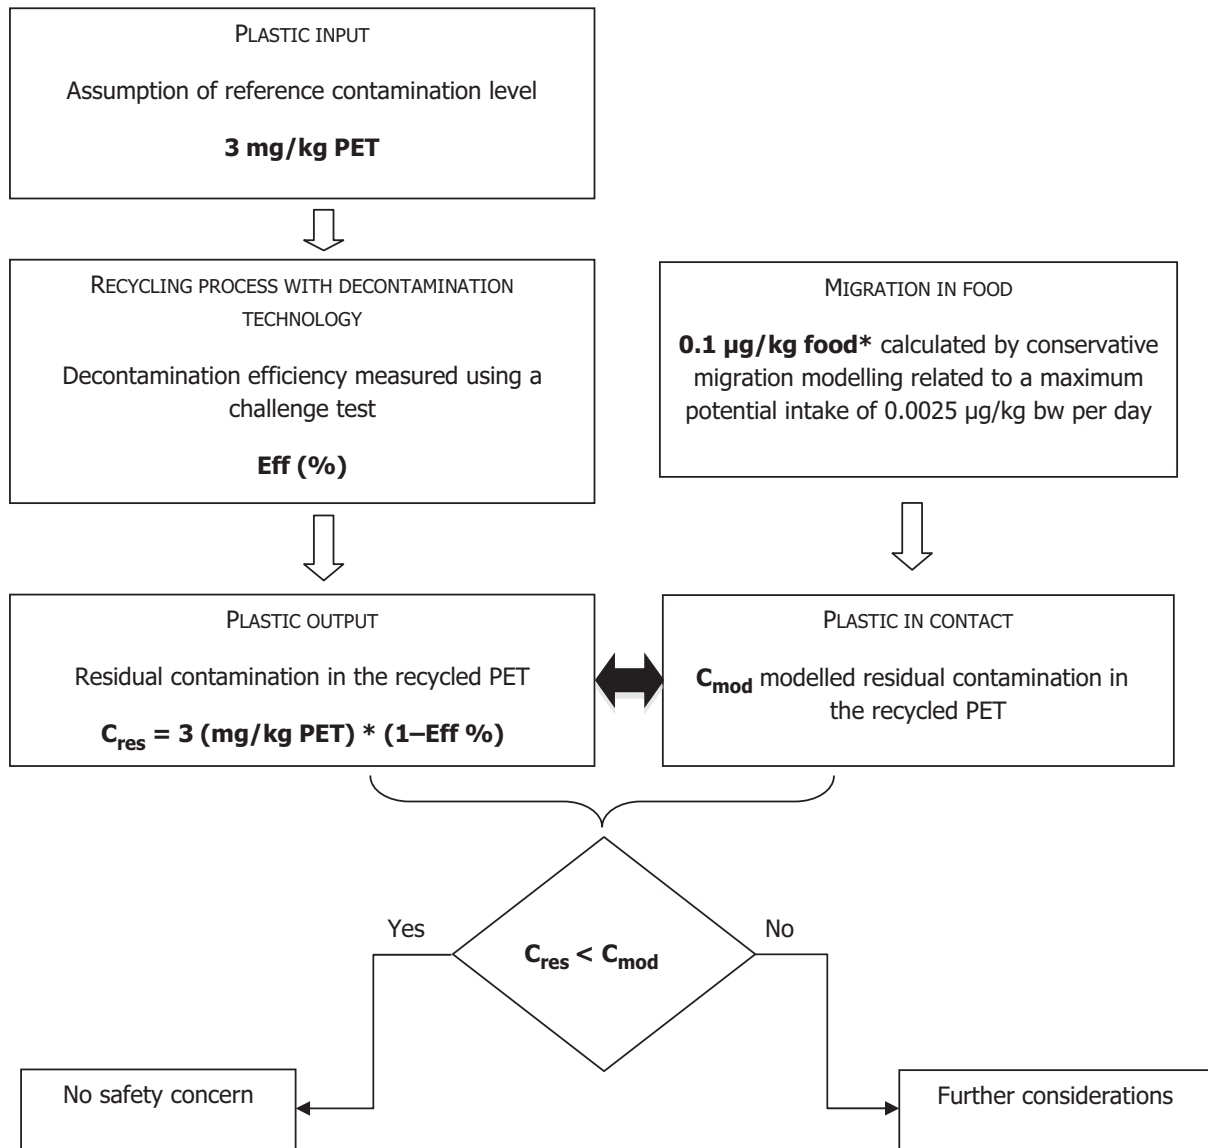 PLASTIC INPUT
Assumption of reference contamination level
3 mg/kg PET
RECYCLING PROCESS WITH DECONTAMINATION
TECHNOLOGY
Decontamination efficiency measured using a
challenge test
Eff (%)
MIGRATION IN FOOD
0.1 µg/kg food* calculated by conservative
migration modelling related to a maximum
potential intake of 0.0025 µg/kg bw per day
PLASTIC OUTPUT
Residual contamination in the recycled PET
Cres = 3 (mg/kg PET) * (1–Eff %)
PLASTIC IN CONTACT
Cmod modelled residual contamination in
the recycled PET
Yes
No
Cres < Cmod
No safety concern
Further considerations